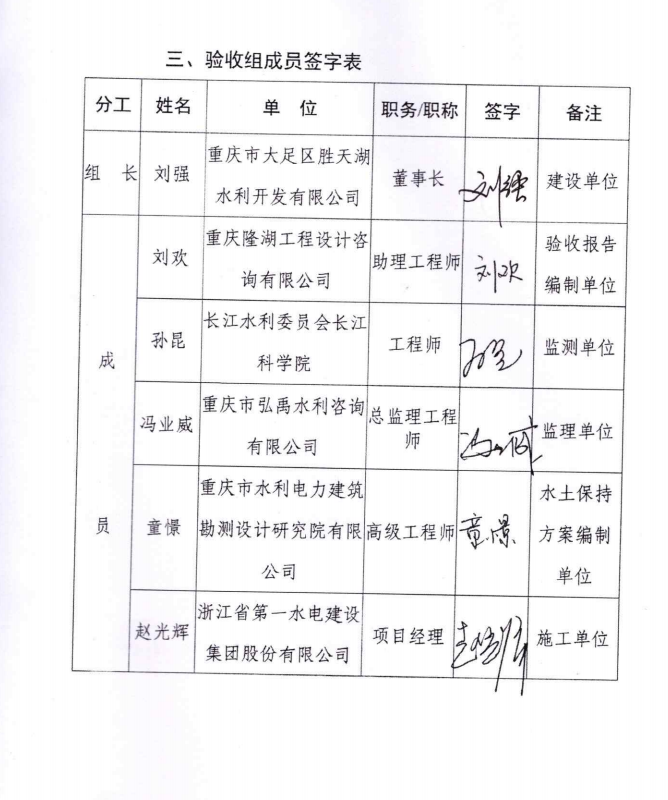 三、验收组成员签字表
分工 姓名 单 位 职务/职称 签字 备注
组 长 刘强 重庆市大足区胜天湖
水利开发有限公司 董事长 刘强 建设单位
成
员
刘欢 重庆隆湖工程设计咨
询有限公司 助理工程师 刘欢 验收报告
编制单位
孙昆 长江水利委员会长江
科学院 工程师 孙昆 监测单位
冯业威 重庆市弘禹水利咨询
有限公司 总监理工程
师 监理单位
童憬 重庆市水利电力建筑
勘测设计研究院有限
公司 高级工程师 童憬 水土保持
方案编制
单位
赵光辉 浙江省第一水电建设
集团股份有限公司 项目经理 施工单位